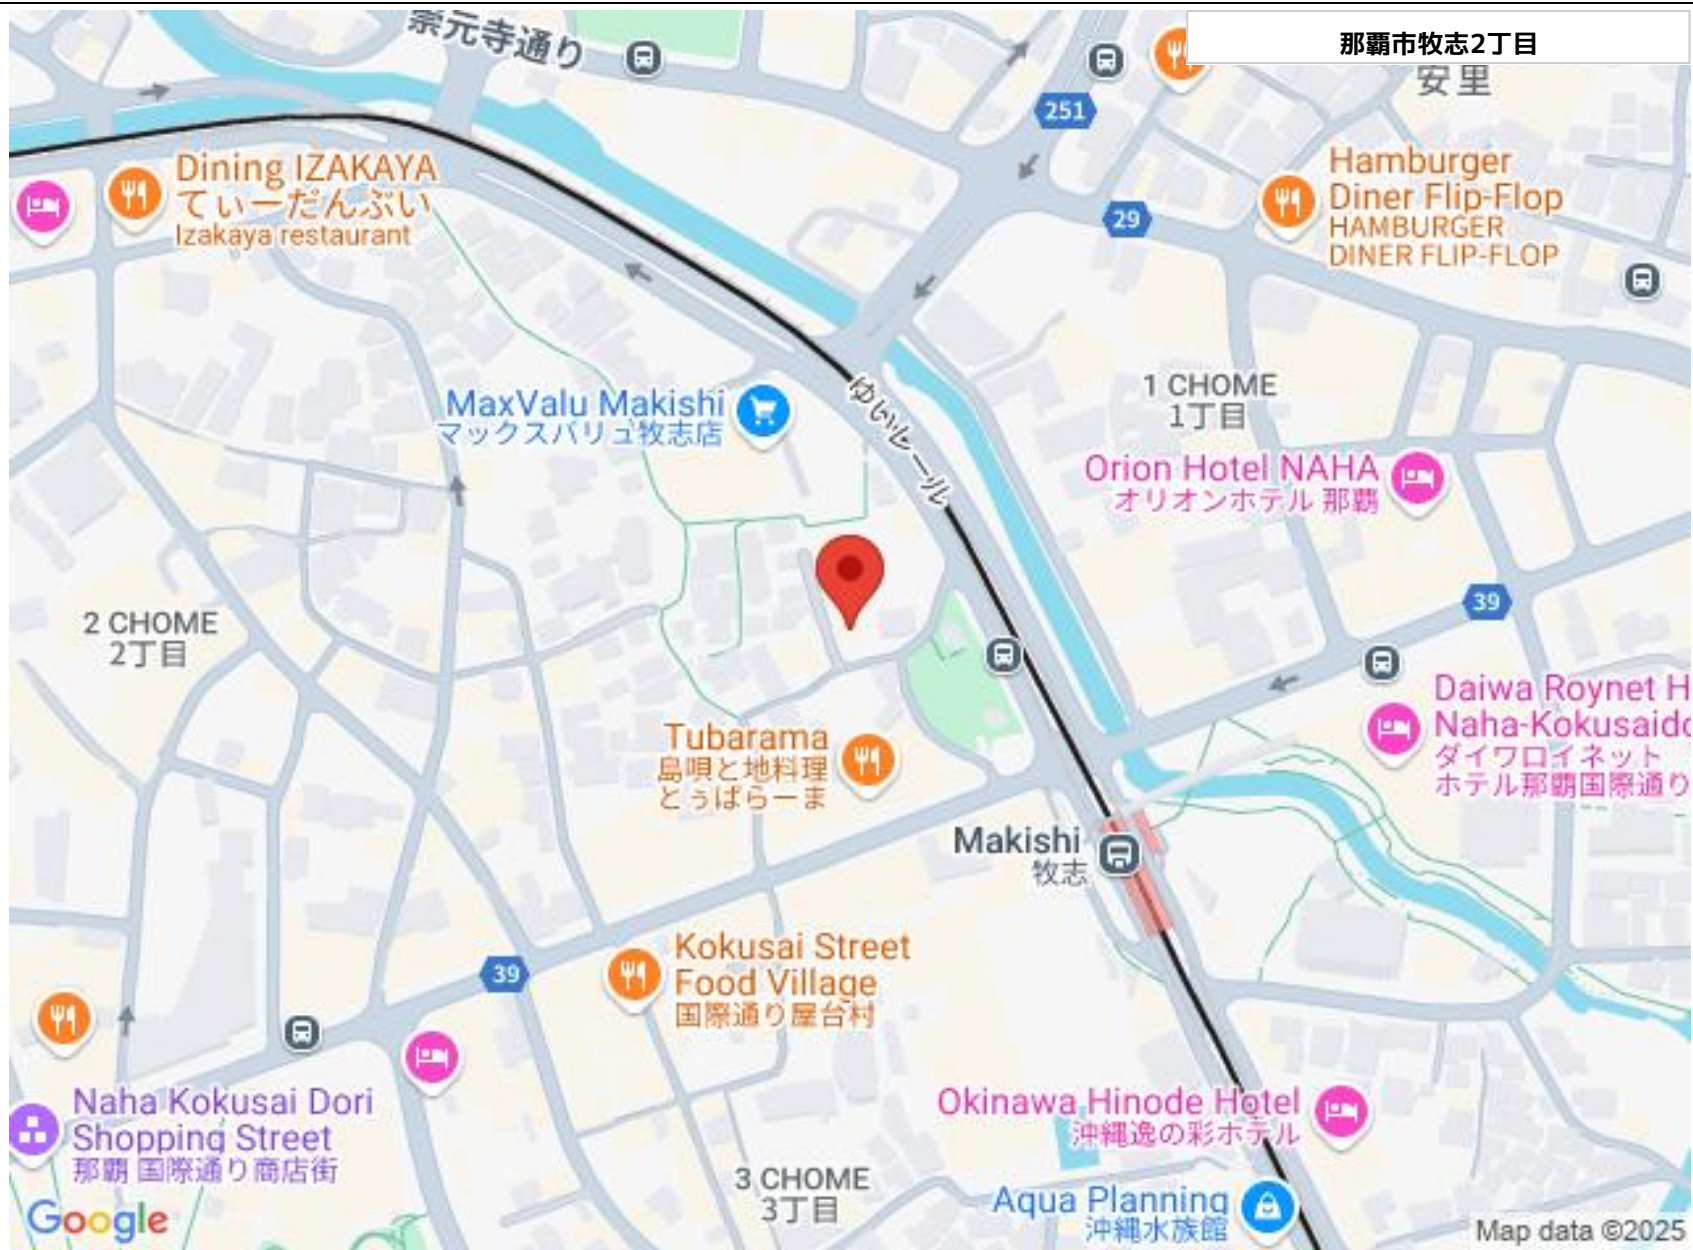 崇元寺通り
那覇市牧志2丁目
安里
251
Dining IZAKAYA
てぃーだんぶい
Izakaya restaurant
Hamburger
Diner Flip-Flop
HAMBURGER
DINER FLIP-FLOP
29
MaxValu Makishi
マックスバリュ牧志店
ゆいレール
1 CHOME
1丁目
Orion Hotel NAHA
オリオンホテル 那覇
2 CHOME
2丁目
39
Daiwa Roynet H
Naha-Kokusaido
ダイワロイネット
ホテル那覇国際通り
Tubarama
島唄と地料理
とぅばらーま
Makishi
牧志
Kokusai Street
Food Village
国際通り屋台村
39
Naha Kokusai Dori
Shopping Street
那覇 国際通り商店街
Okinawa Hinode Hotel
沖縄逸の彩ホテル
3 CHOME
3丁目
Aqua Planning
沖縄水族館
Google
Map data ©2025